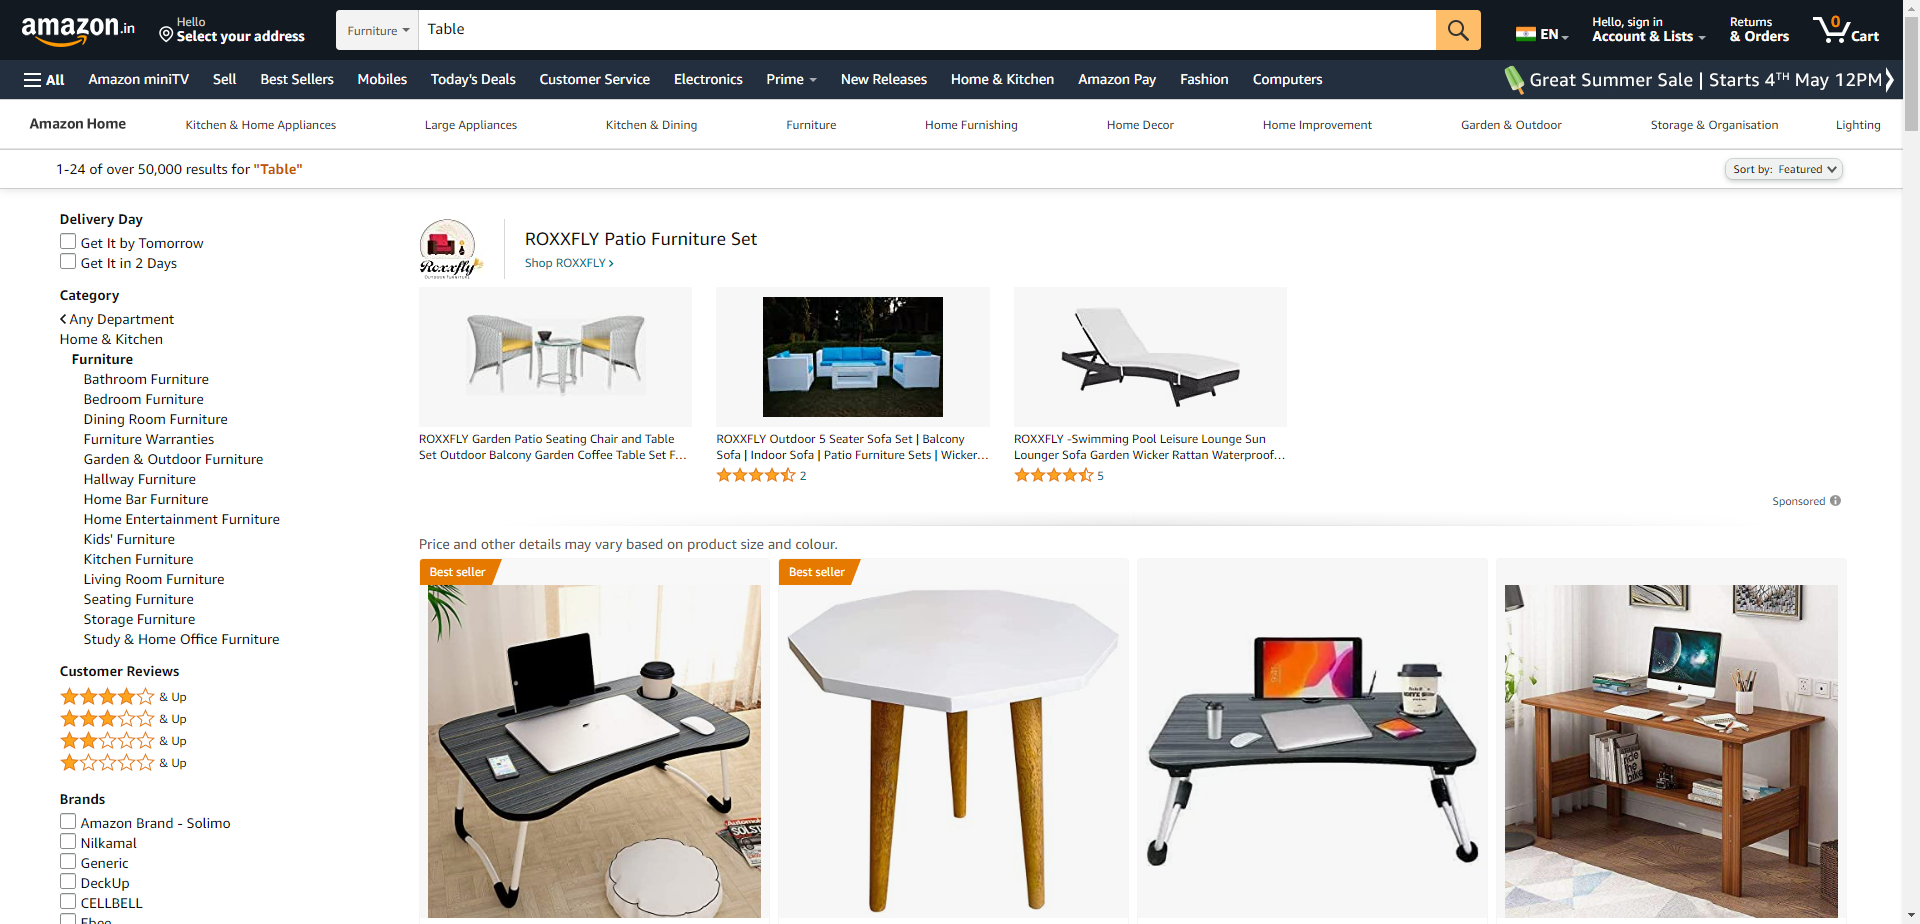 amazon.in
Hello
Select your address
Furniture
Table
EN
Hello, sign in
Account & Lists
Returns
& Orders
0
Cart
All
Amazon miniTV
Sell
Best Sellers
Mobiles
Today's Deals
Customer Service
Electronics
Prime
New Releases
Home & Kitchen
Amazon Pay
Fashion
Computers
Great Summer Sale | Starts 4TH May 12PM
Amazon Home
Kitchen & Home Appliances
Large Appliances
Kitchen & Dining
Furniture
Home Furnishing
Home Decor
Home Improvement
Garden & Outdoor
Storage & Organisation
Lighting
1-24 of over 50,000 results for "Table"
Sort by: Featured
Delivery Day
Get It by Tomorrow
Get It in 2 Days
Category
Any Department
Home & Kitchen
Furniture
Bathroom Furniture
Bedroom Furniture
Dining Room Furniture
Furniture Warranties
Garden & Outdoor Furniture
Hallway Furniture
Home Bar Furniture
Home Entertainment Furniture
Kids' Furniture
Kitchen Furniture
Living Room Furniture
Seating Furniture
Storage Furniture
Study & Home Office Furniture
Customer Reviews
& Up
& Up
& Up
& Up
Brands
Amazon Brand - Solimo
Nilkamal
Generic
DeckUp
CELLBELL
Roxxfly
OUTDOOR FURNITURE
ROXXFLY Patio Furniture Set
Shop ROXXFLY ›
ROXXFLY Garden Patio Seating Chair and Table
Set Outdoor Balcony Garden Coffee Table Set F...
ROXXFLY Outdoor 5 Seater Sofa Set | Balcony
Sofa | Indoor Sofa | Patio Furniture Sets | Wicker...
2
ROXXFLY -Swimming Pool Leisure Lounge Sun
Lounger Sofa Garden Wicker Rattan Waterproof...
5
Sponsored
Price and other details may vary based on product size and colour.
Best seller
Best seller
ride
the
bike